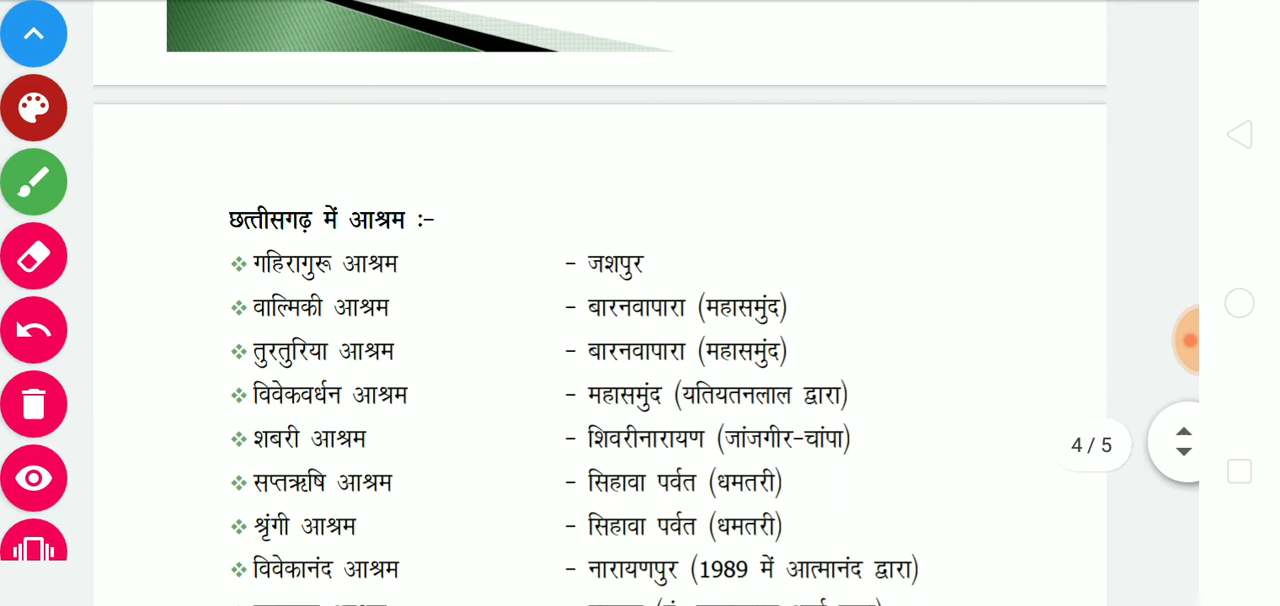 छत्तीसगढ़ में आश्रम :-
❖ गहिरागुरू आश्रम - जशपुर
❖ वाल्मिकी आश्रम - बारनवापारा (महासमुंद)
❖ तुरतुरिया आश्रम - बारनवापारा (महासमुंद)
❖ विवेकवर्धन आश्रम - महासमुंद (यतियतनलाल द्वारा)
❖ शबरी आश्रम - शिवरीनारायण (जांजगीर-चांपा)
4 / 5
❖ सप्तऋषि आश्रम - सिहावा पर्वत (धमतरी)
❖ श्रृंगी आश्रम - सिहावा पर्वत (धमतरी)
❖ विवेकानंद आश्रम - नारायणपुर (1989 में आत्मानंद द्वारा)